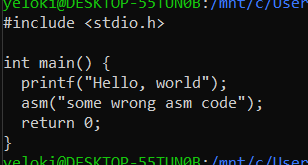 yeloki@DESKTOP-55TUN0B:/mnt/c/User
#include <stdio.h>
int main() {
printf("Hello, world");
asm("some wrong asm code");
return 0;
}
yeloki@DESKTOP-55TUN0B:/mnt/c/User